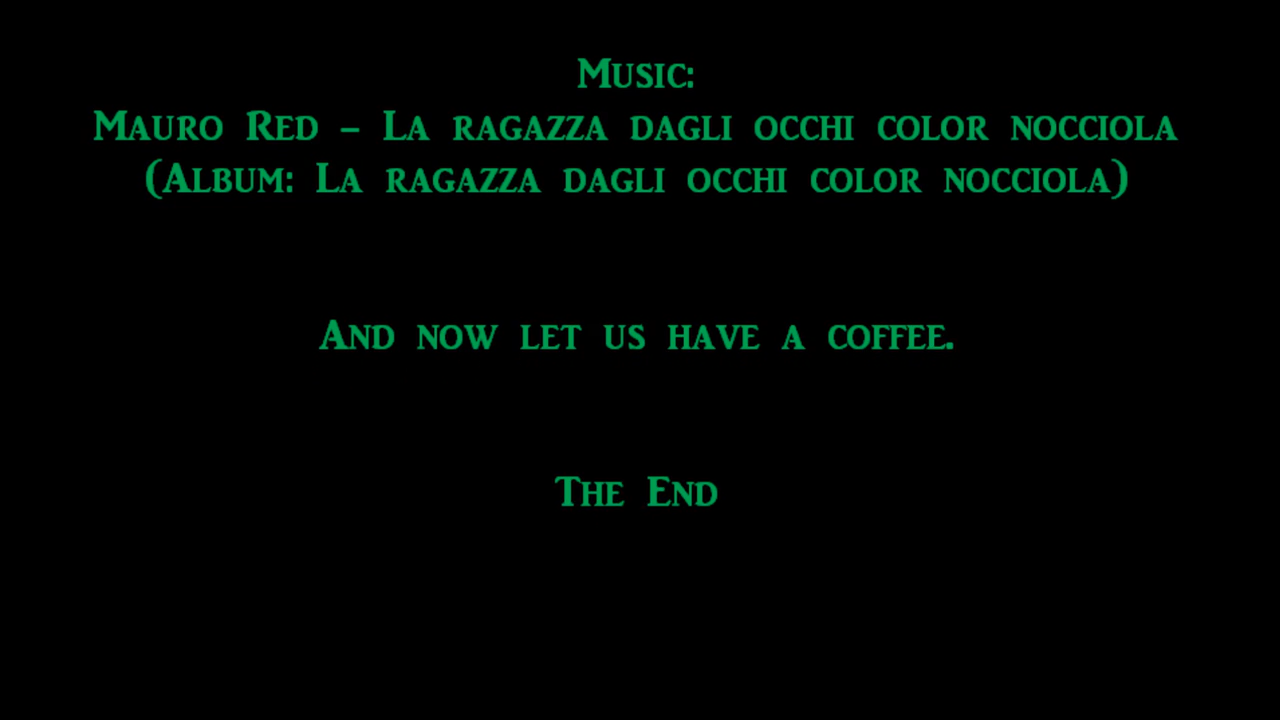 Music:
Mauro Red – La ragazza dagli occhi color nocciola
(Album: La ragazza dagli occhi color nocciola)
And now let us have a coffee.
The End